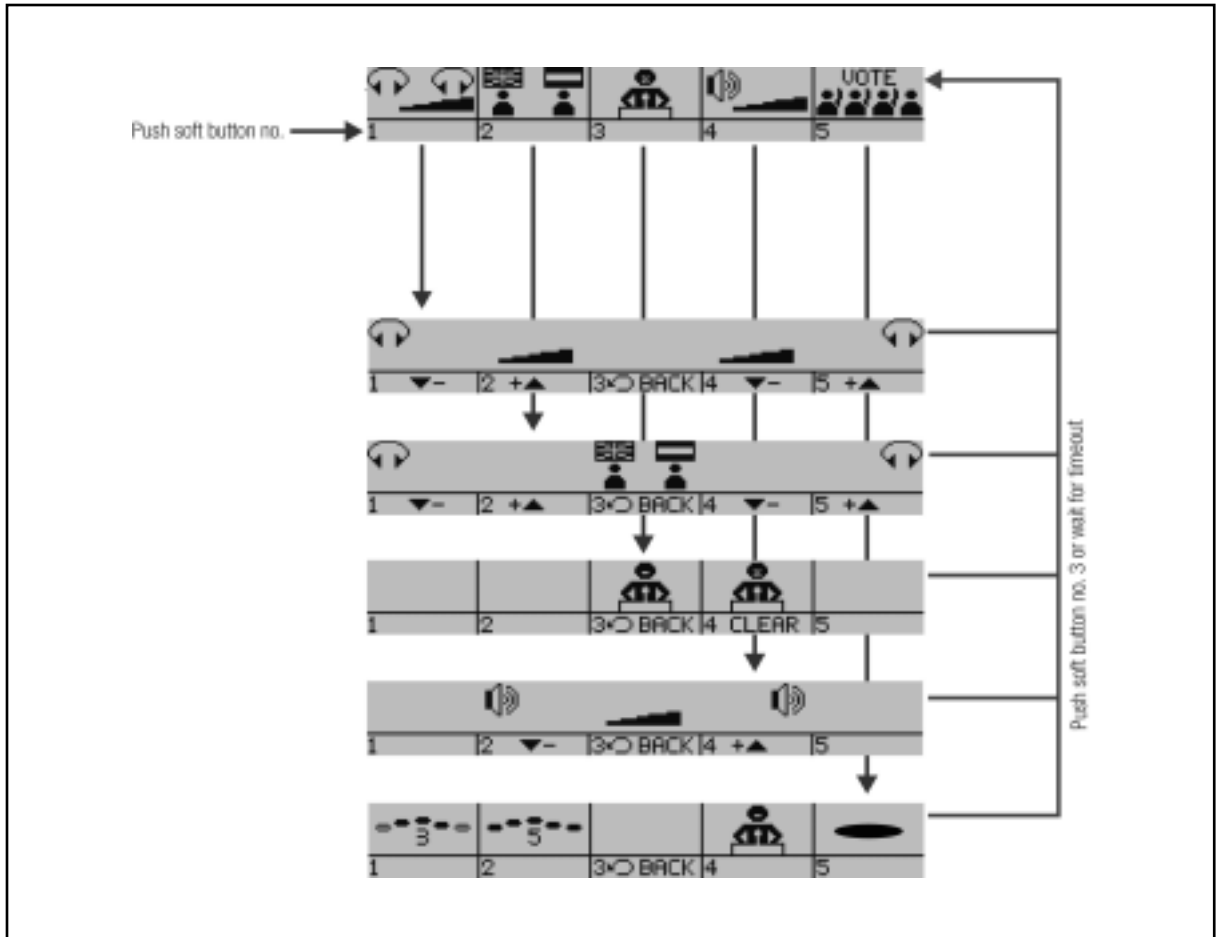 VOTE
Push soft button no.
1 2 3 4 5
1 - 2 + 3 BACK 4 - 5 +
1 - 2 + 3 BACK 4 - 5 +
1 2 3 BACK 4 CLEAR 5
1 2 - 3 BACK 4 + 5
3 5
1 2 3 BACK 4 5
Push soft button no. 3 or wait for timeout